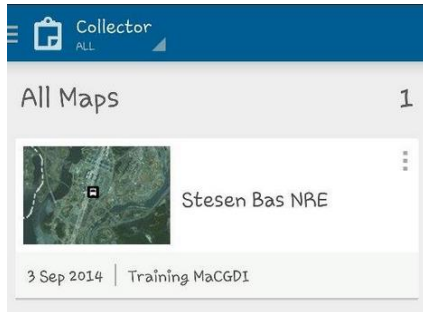 Collector
ALL
All Maps 1
Stesen Bas NRE
3 Sep 2014 | Training MaCGDI